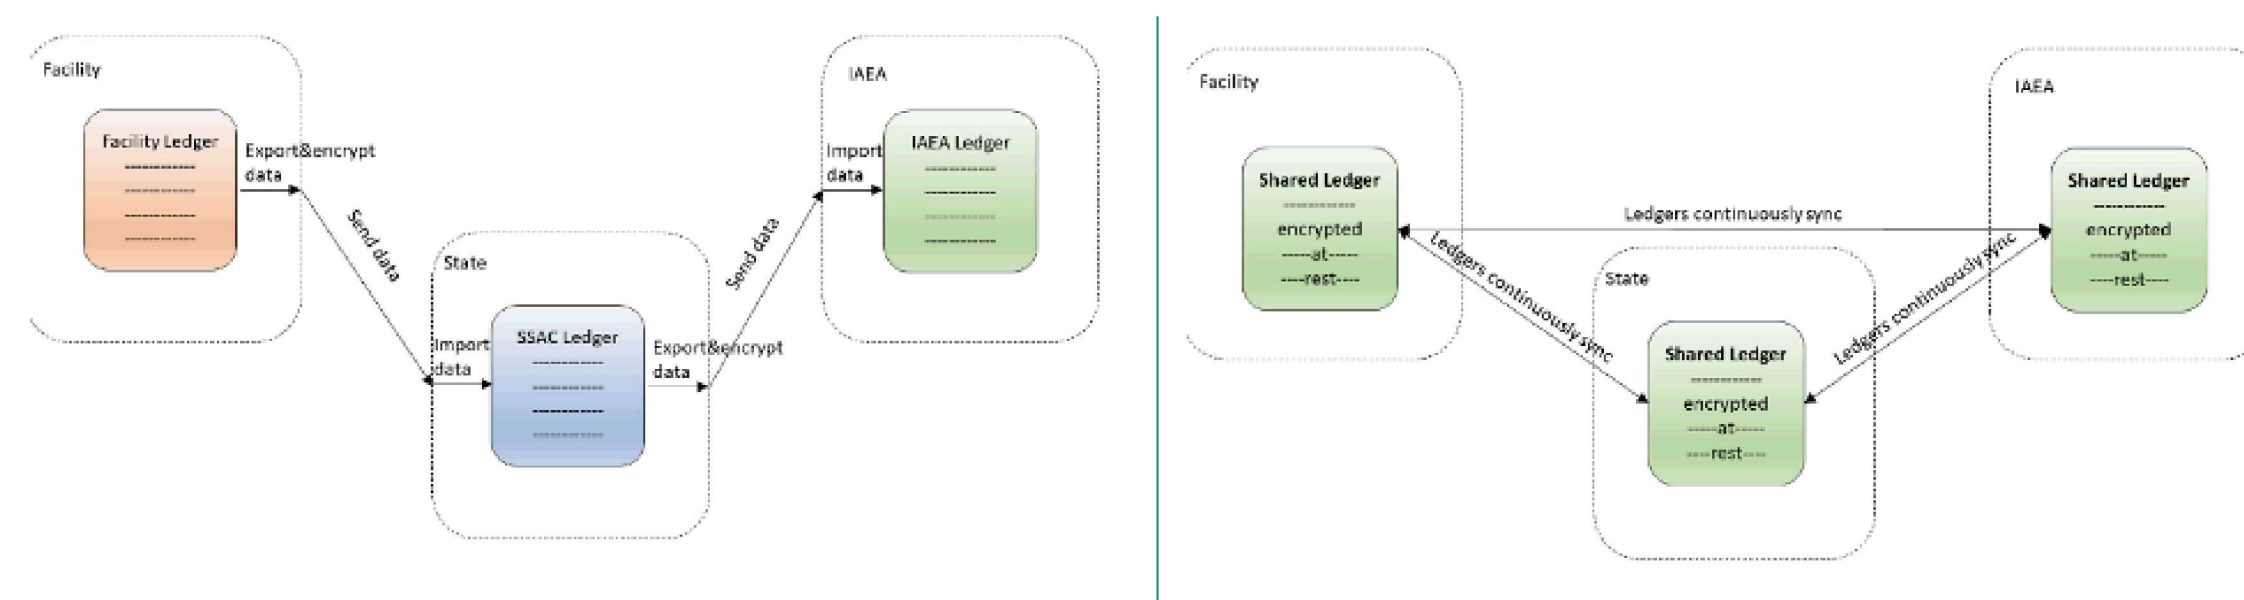 Facility
Facility Ledger
------------
------------
------------
------------
Export&encrypt
data
Send data
State
Import
data
SSAC Ledger
------------
------------
------------
------------
Export&encrypt
data
Send data
IAEA
Import
data
IAEA Ledger
------------
------------
------------
------------
Facility
Shared Ledger
------------
encrypted
-----at-----
----rest----
Ledgers continuously sync
Ledgers continuously sync
State
Shared Ledger
------------
encrypted
-----at-----
----rest----
Ledgers continuously sync
IAEA
Shared Ledger
------------
encrypted
-----at-----
----rest----